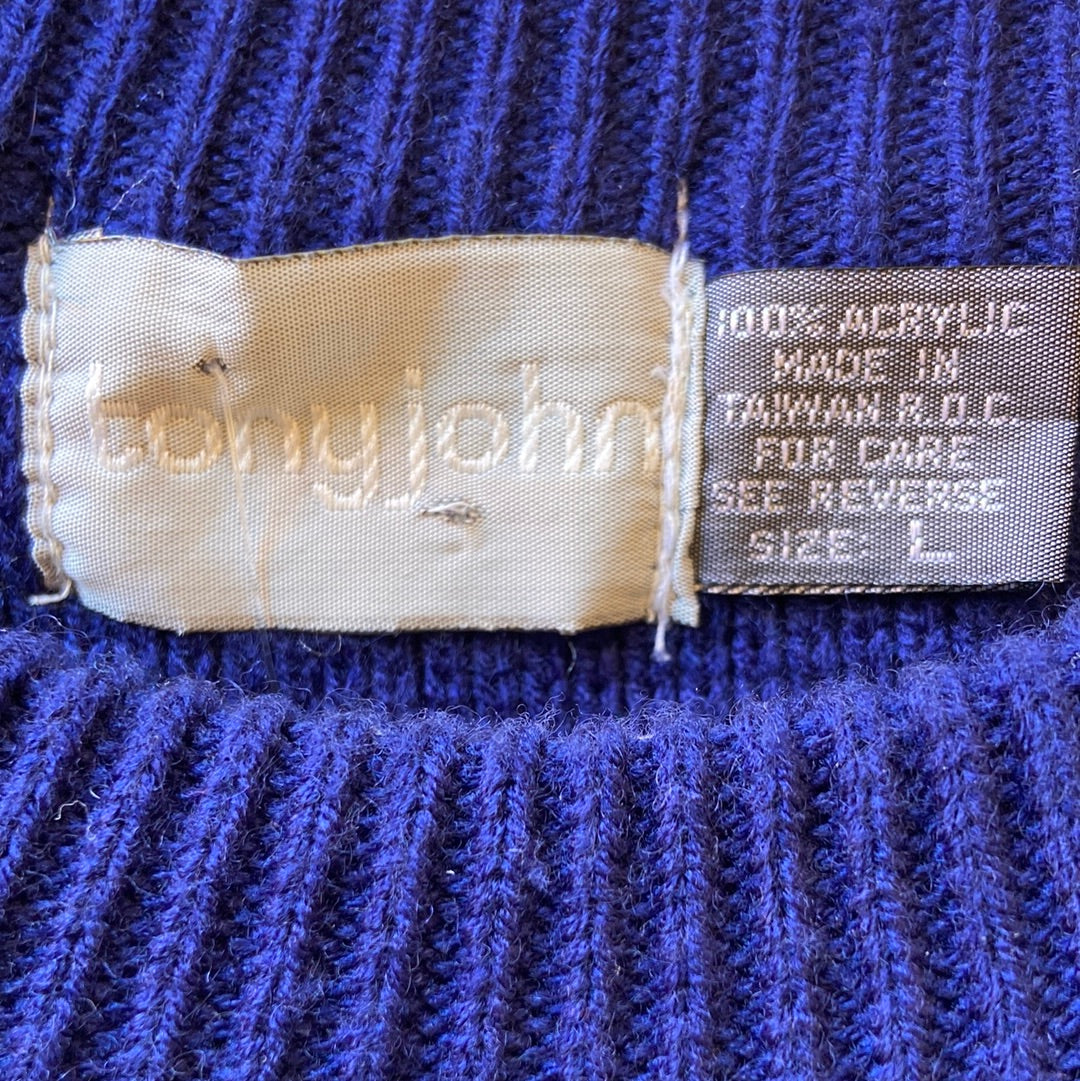 tonyjohn
100% ACRYLIC
MADE IN
TAIWAN R.O.C.
FOR CARE
SEE REVERSE
SIZE: L